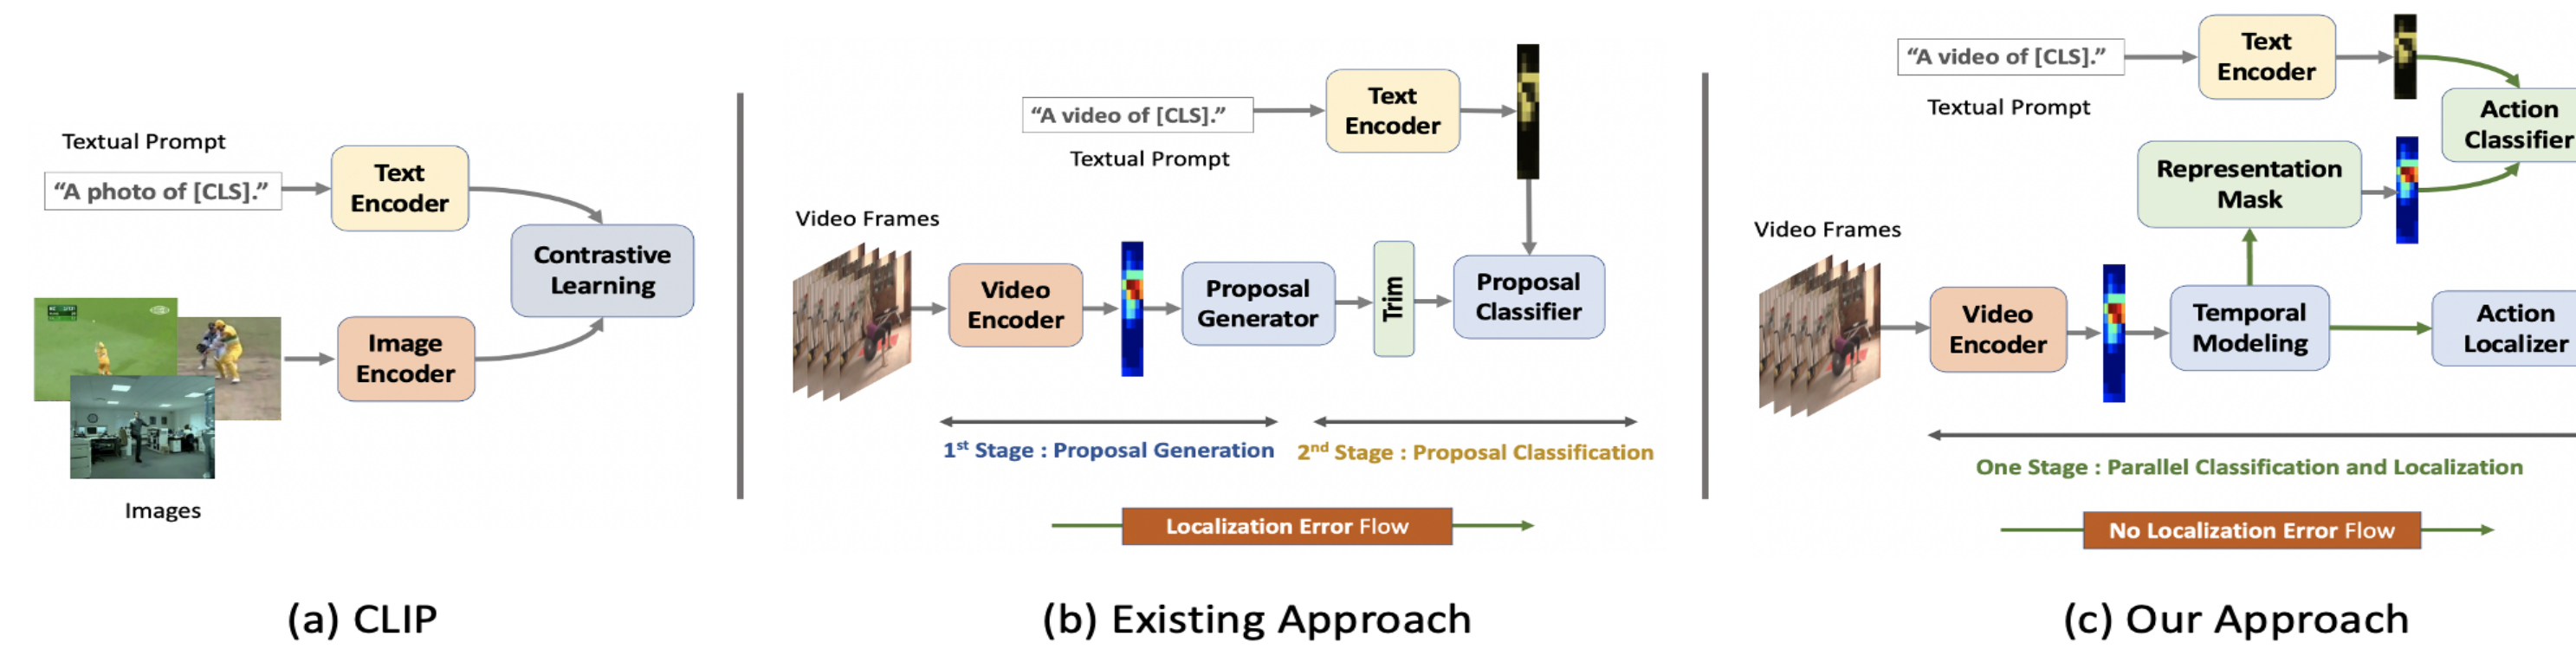 Textual Prompt
“A photo of [CLS].”
Text
Encoder
Contrastive
Learning
Image
Encoder
Images
(a) CLIP
“A video of [CLS].”
Textual Prompt
Text
Encoder
Video Frames
Video
Encoder
Proposal
Generator
Trim
Proposal
Classifier
1st Stage : Proposal Generation
2nd Stage : Proposal Classification
Localization Error Flow
(b) Existing Approach
“A video of [CLS].”
Textual Prompt
Text
Encoder
Action
Classifier
Representation
Mask
Video Frames
Video
Encoder
Temporal
Modeling
Action
Localizer
One Stage : Parallel Classification and Localization
No Localization Error Flow
(c) Our Approach